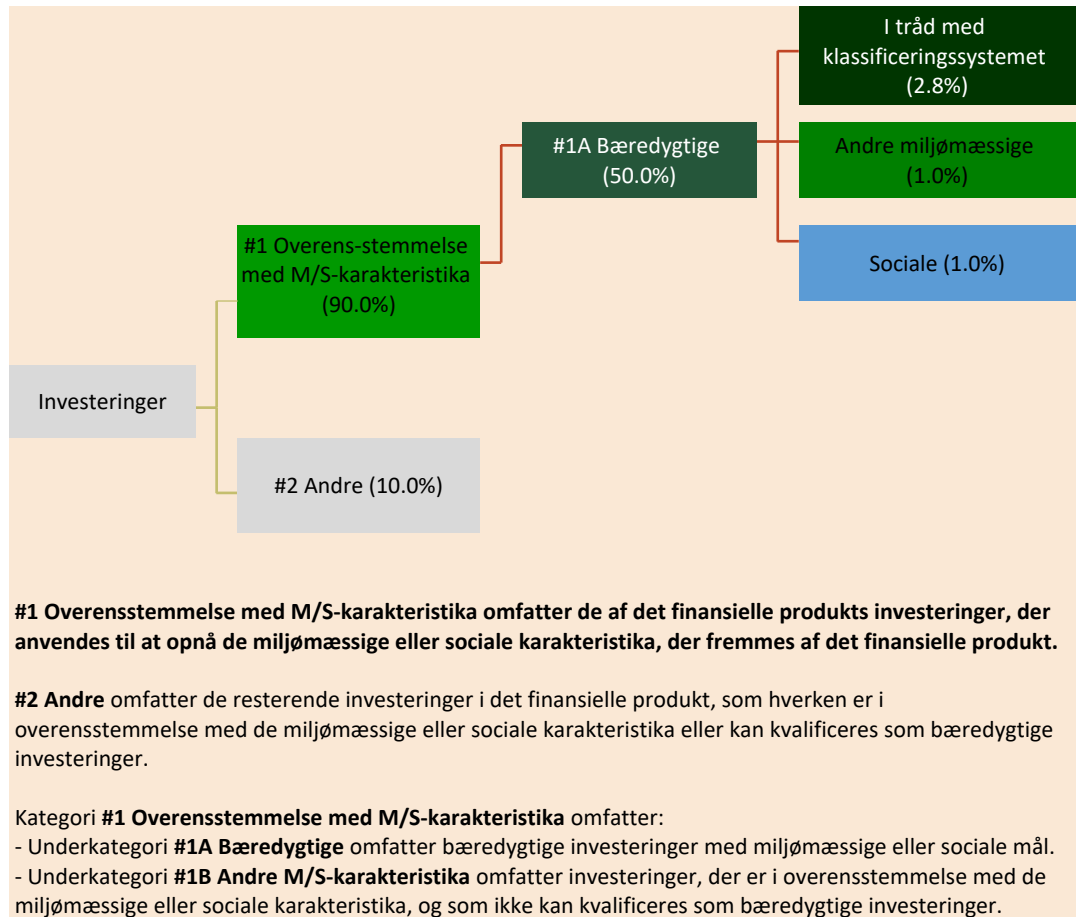 I tråd med
klassificeringssystemet
(2.8%)
#1A Bæredygtige
(50.0%)
Andre miljømæssige
(1.0%)
#1 Overens-stemmelse
med M/S-karakteristika
(90.0%)
Sociale (1.0%)
Investeringer
#2 Andre (10.0%)
#1 Overensstemmelse med M/S-karakteristika omfatter de af det finansielle produkts investeringer, der
anvendes til at opnå de miljømæssige eller sociale karakteristika, der fremmes af det finansielle produkt.
#2 Andre omfatter de resterende investeringer i det finansielle produkt, som hverken er i
overensstemmelse med de miljømæssige eller sociale karakteristika eller kan kvalificeres som bæredygtige
investeringer.
Kategori #1 Overensstemmelse med M/S-karakteristika omfatter:
- Underkategori #1A Bæredygtige omfatter bæredygtige investeringer med miljømæssige eller sociale mål.
- Underkategori #1B Andre M/S-karakteristika omfatter investeringer, der er i overensstemmelse med de
miljømæssige eller sociale karakteristika, og som ikke kan kvalificeres som bæredygtige investeringer.